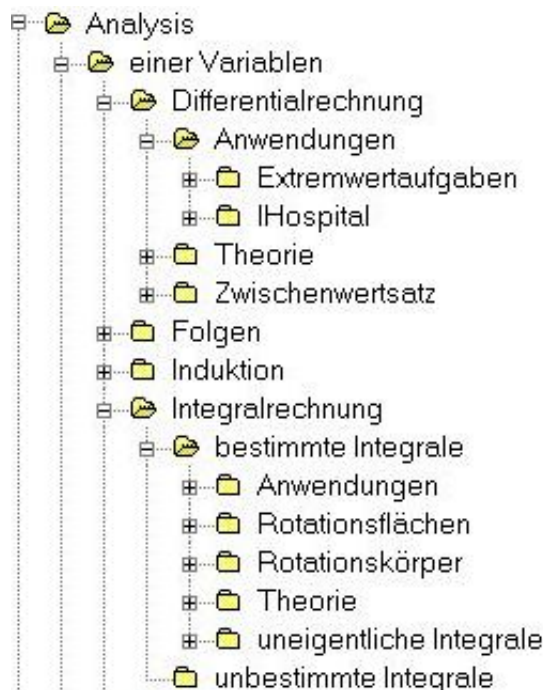 Analysis
einer Variablen
Differentialrechnung
Anwendungen
Extremwertaufgaben
lHospital
Theorie
Zwischenwertsatz
Folgen
Induktion
Integralrechnung
bestimmte Integrale
Anwendungen
Rotationsflächen
Rotationskörper
Theorie
uneigentliche Integrale
unbestimmte Integrale